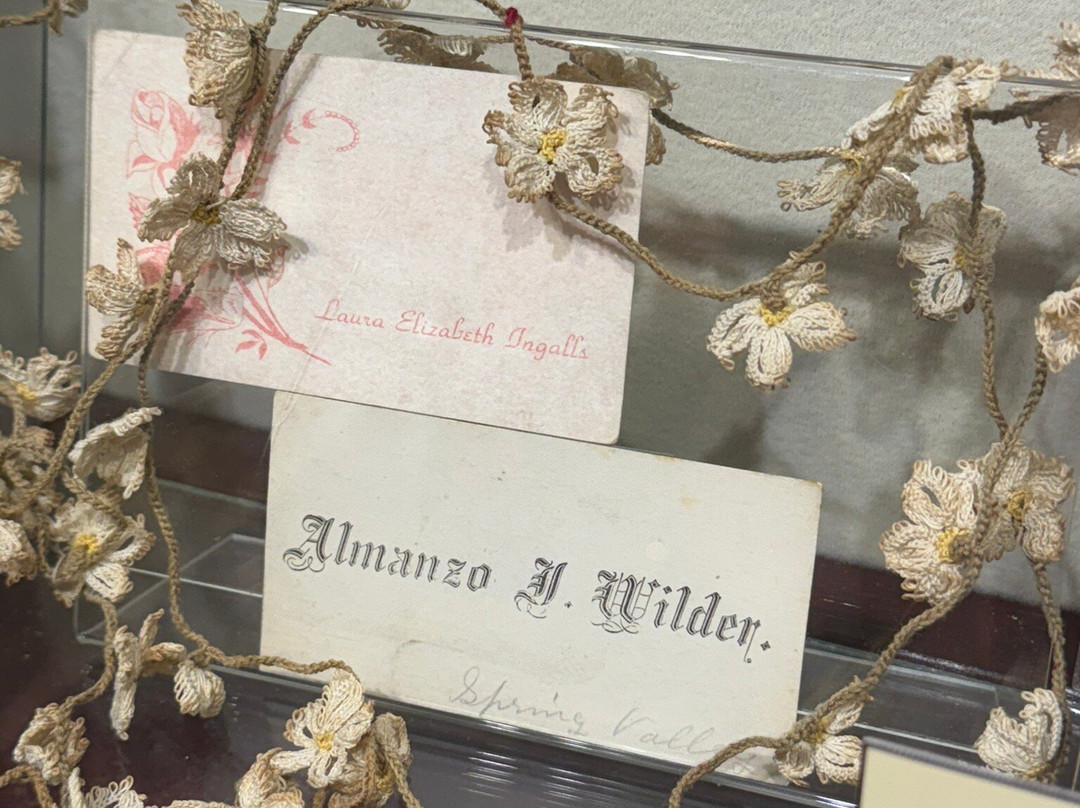 Laura Elizabeth Ingalls
Almanzo J. Wilder.
Spring Vall